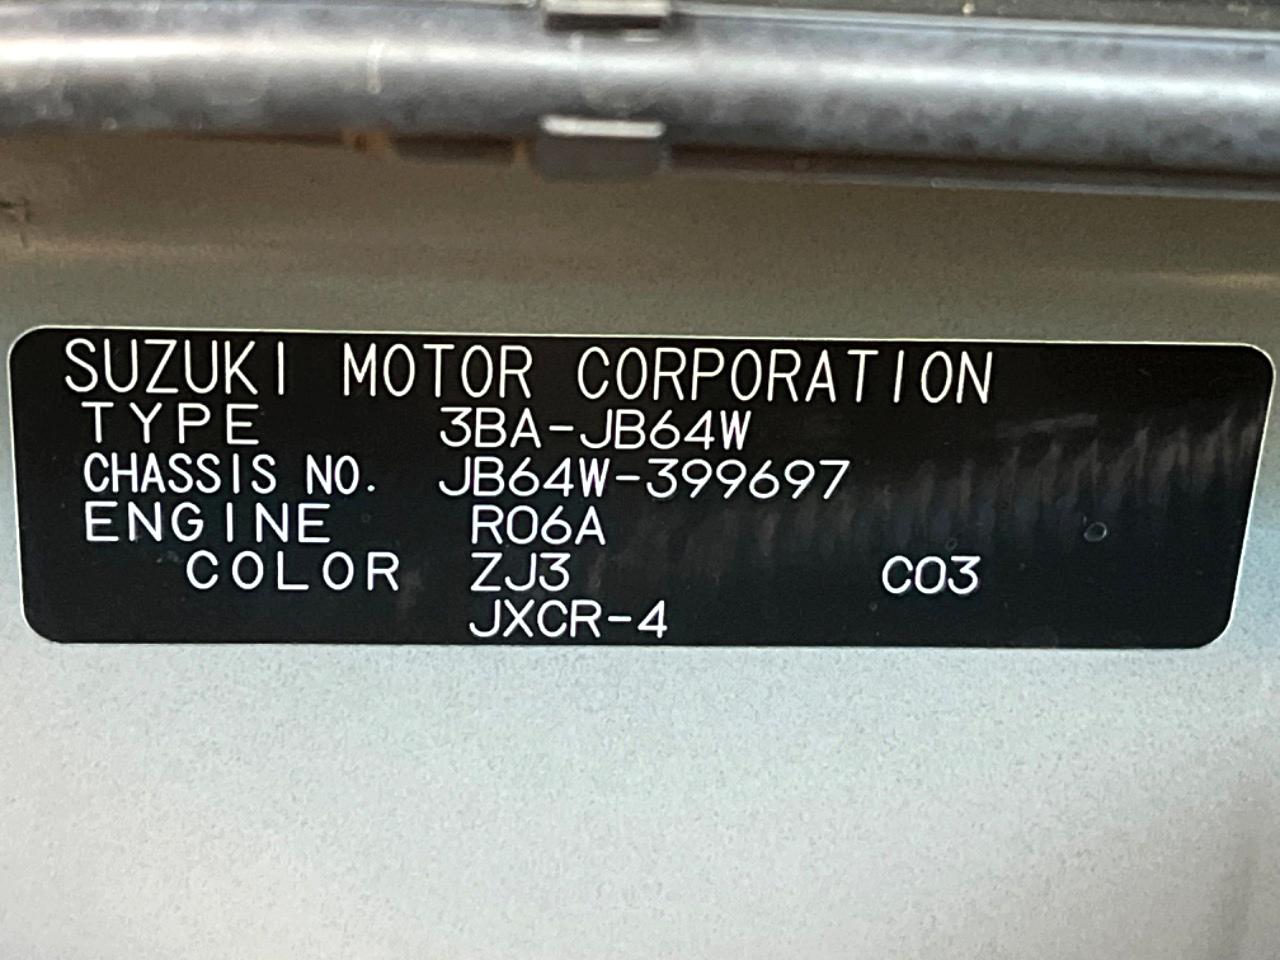 SUZUKI MOTOR CORPORATION
TYPE 3BA-JB64W
CHASSIS NO. JB64W-399697
ENGINE R06A
COLOR ZJ3 C03
JXCR-4